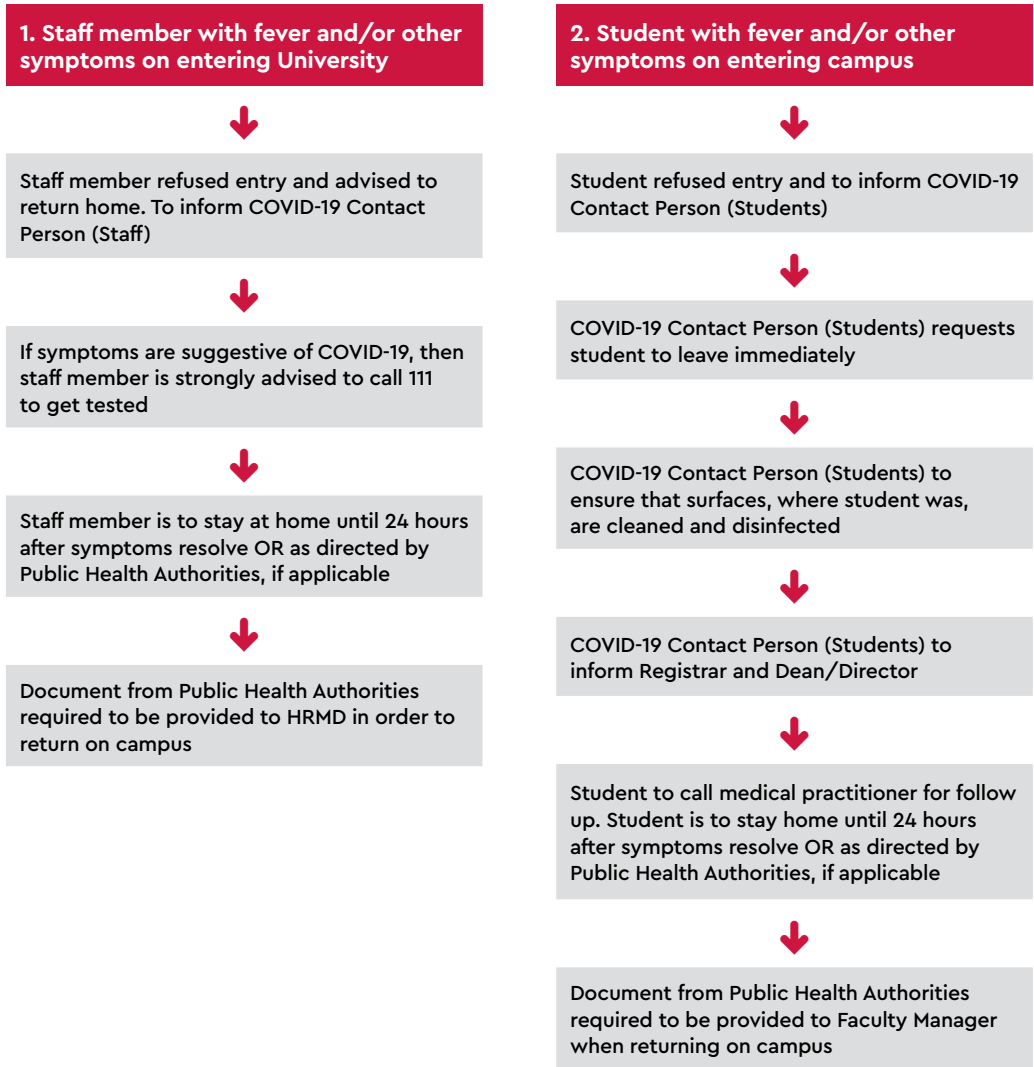 1. Staff member with fever and/or other
symptoms on entering University
Staff member refused entry and advised to
return home. To inform COVID-19 Contact
Person (Staff)
If symptoms are suggestive of COVID-19, then
staff member is strongly advised to call 111
to get tested
Staff member is to stay at home until 24 hours
after symptoms resolve OR as directed by
Public Health Authorities, if applicable
Document from Public Health Authorities
required to be provided to HRMD in order to
return on campus
2. Student with fever and/or other
symptoms on entering campus
Student refused entry and to inform COVID-19
Contact Person (Students)
COVID-19 Contact Person (Students) requests
student to leave immediately
COVID-19 Contact Person (Students) to
ensure that surfaces, where student was,
are cleaned and disinfected
COVID-19 Contact Person (Students) to
inform Registrar and Dean/Director
Student to call medical practitioner for follow
up. Student is to stay home until 24 hours
after symptoms resolve OR as directed by
Public Health Authorities, if applicable
Document from Public Health Authorities
required to be provided to Faculty Manager
when returning on campus